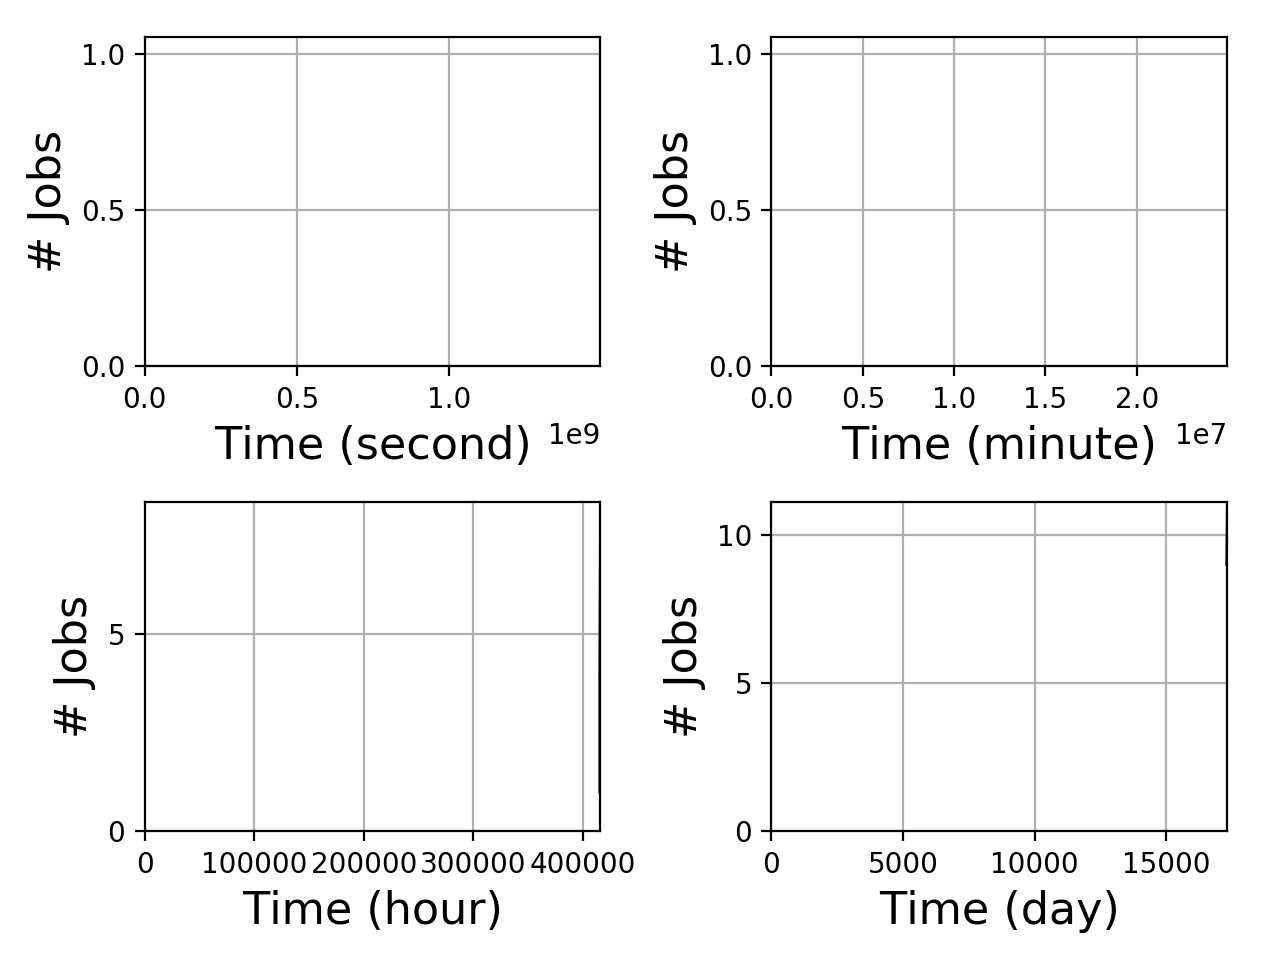 1.0
0.5
0.0
# Jobs
0.0 0.5 1.0
Time (second) 1e9
1.0
0.5
0.0
# Jobs
0.0 0.5 1.0 1.5 2.0
Time (minute) 1e7
5
0
# Jobs
0 100000 200000 300000 400000
Time (hour)
10
5
0
# Jobs
0 5000 10000 15000
Time (day)